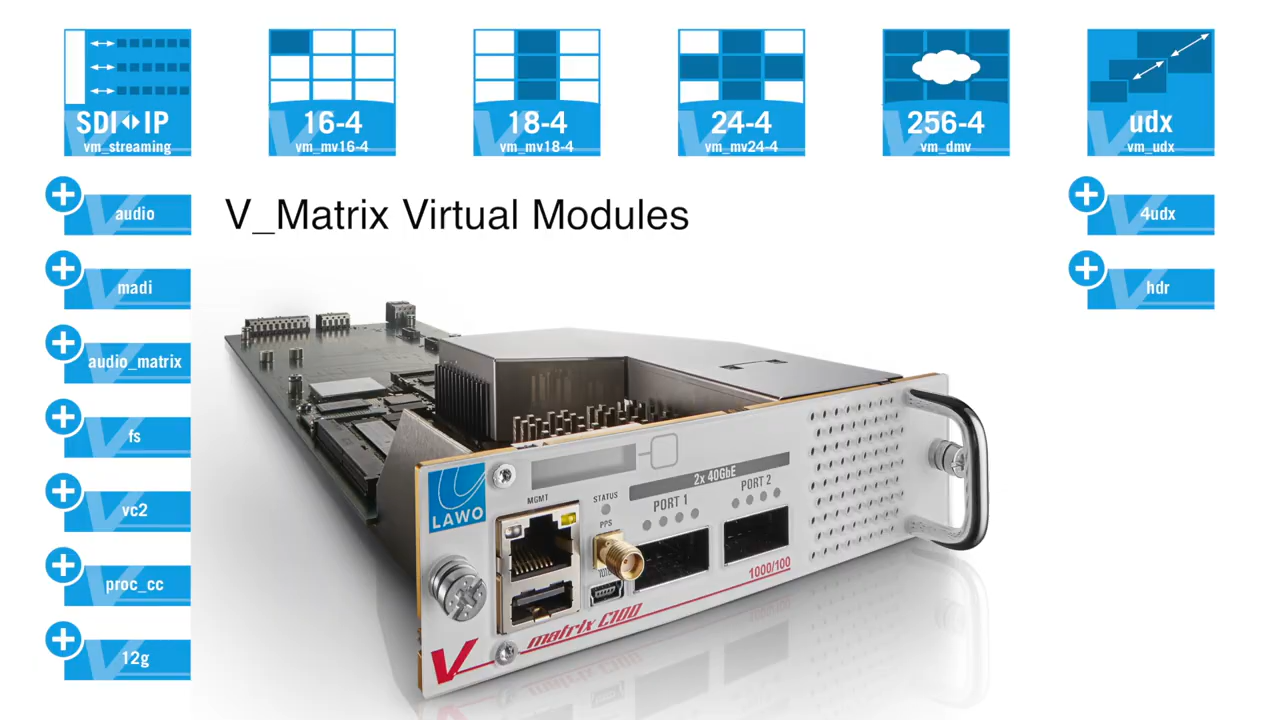 SDI IP
vm_streaming
16-4
vm_mv16-4
18-4
vm_mv18-4
24-4
vm_mv24-4
256-4
vm_dmv
udx
vm_udx
V_Matrix Virtual Modules
audio
madi
audio_matrix
fs
vc2
proc_cc
12g
4udx
hdr
LAWO
MGMT
STATUS
PPS
2x 40GbE
PORT 1
PORT 2
1000/100
V matrix C100